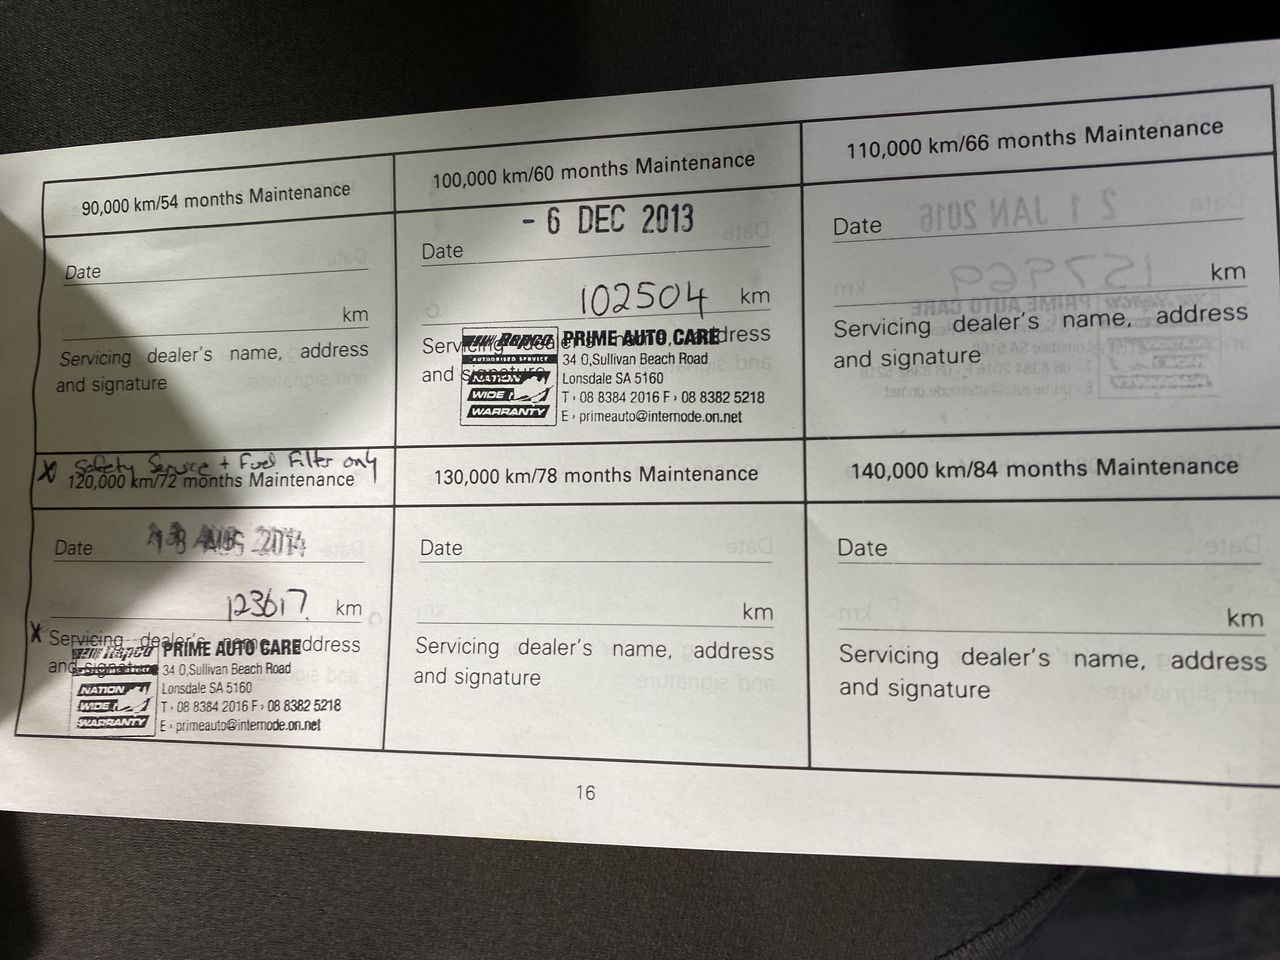 90,000 km/54 months Maintenance
Date
km
Servicing dealer's name, address
and signature
100,000 km/60 months Maintenance
- 6 DEC 2013
Date
102504 km
Servicing dealer's name, address
and signature
Repco
AUTHORISED SERVICE
NATION
WIDE
WARRANTY
PRIME AUTO CARE
34 O,Sullivan Beach Road
Lonsdale SA 5160
T › 08 8384 2016 F › 08 8382 5218
E › primeauto@internode.on.net
110,000 km/66 months Maintenance
Date
km
Servicing dealer's name, address
and signature
X Safety Service + Fuel Filter only
120,000 km/72 months Maintenance
Date AUG 2014
123617. km
X Servicing dealer's name, address
and signature
Repco
NATION
WIDE
WARRANTY
PRIME AUTO CARE
34 O,Sullivan Beach Road
Lonsdale SA 5160
T › 08 8384 2016 F › 08 8382 5218
E › primeauto@internode.on.net
130,000 km/78 months Maintenance
Date
km
Servicing dealer's name, address
and signature
140,000 km/84 months Maintenance
Date
km
Servicing dealer's name, address
and signature
16